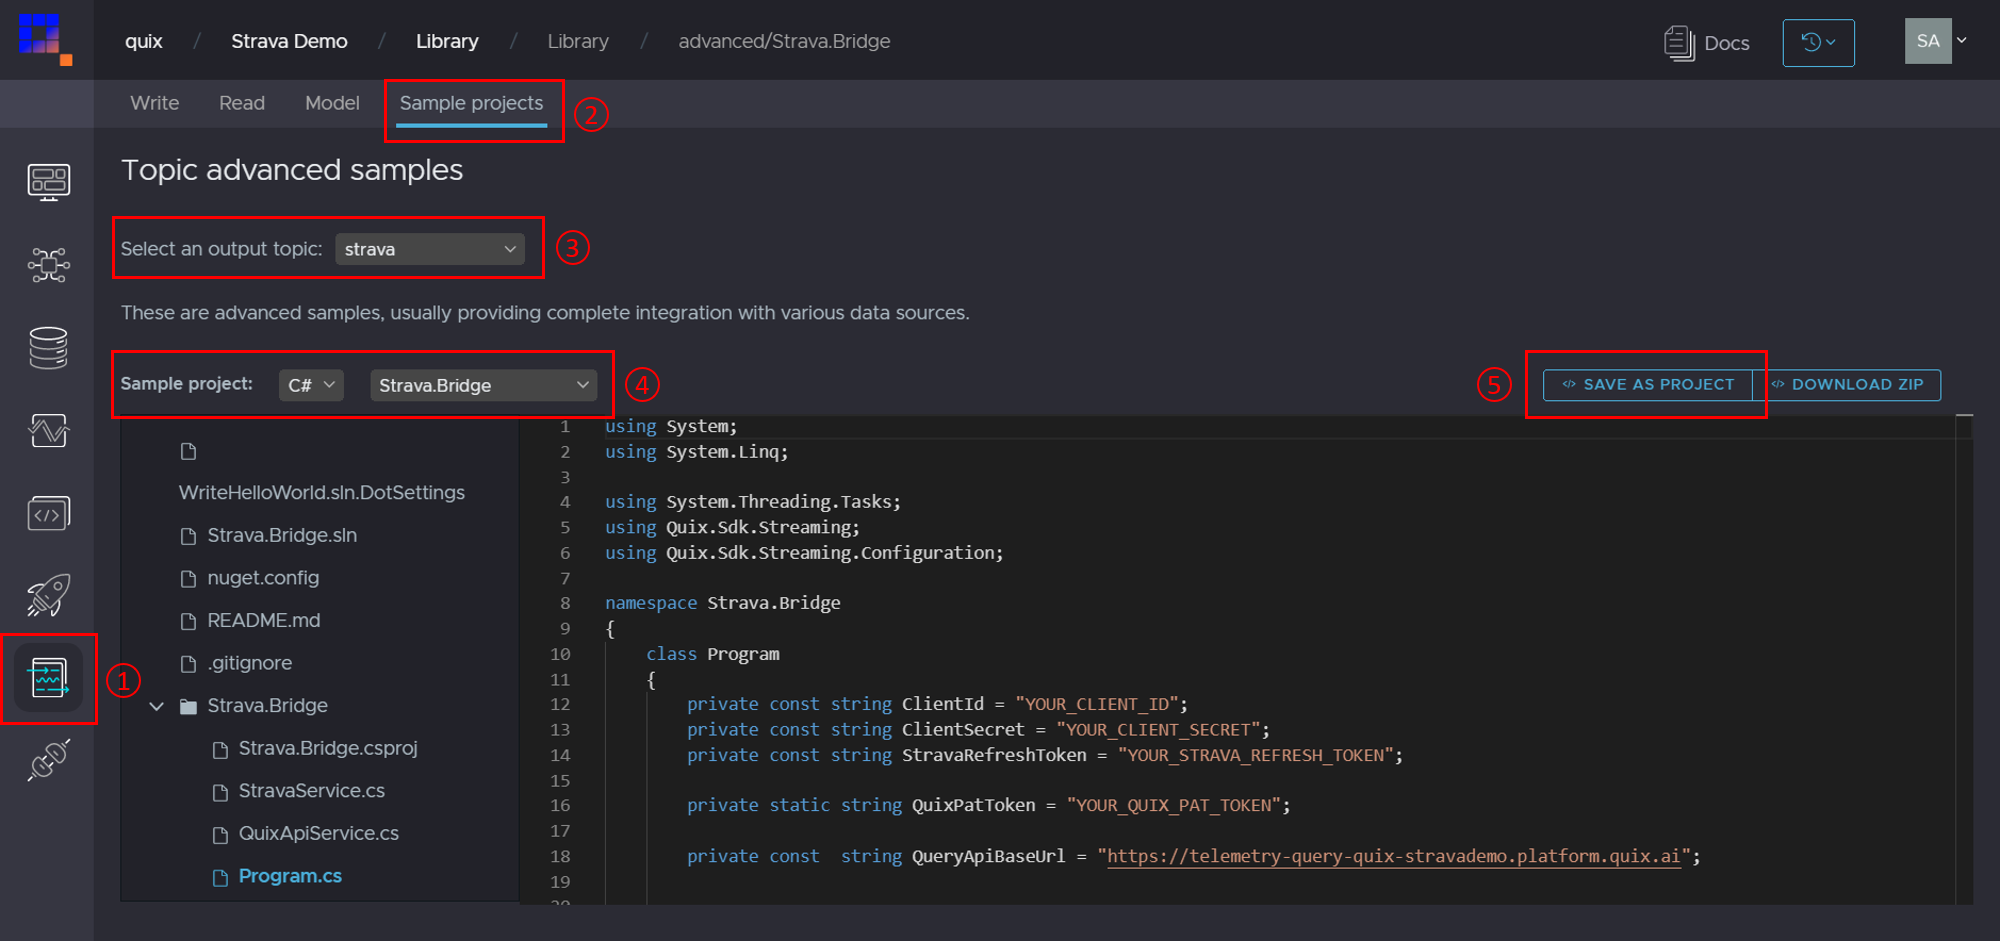 quix / Strava Demo / Library / Library / advanced/Strava.Bridge
Docs
SA
Write Read Model Sample projects ②
Topic advanced samples
Select an output topic: strava ③
These are advanced samples, usually providing complete integration with various data sources.
Sample project: C# Strava.Bridge ④
⑤ </> SAVE AS PROJECT </> DOWNLOAD ZIP
①
WriteHelloWorld.sln.DotSettings
Strava.Bridge.sln
nuget.config
README.md
.gitignore
Strava.Bridge
Strava.Bridge.csproj
StravaService.cs
QuixApiService.cs
Program.cs
1 using System;
2 using System.Linq;
3
4 using System.Threading.Tasks;
5 using Quix.Sdk.Streaming;
6 using Quix.Sdk.Streaming.Configuration;
7
8 namespace Strava.Bridge
9 {
10 class Program
11 {
12 private const string ClientId = "YOUR_CLIENT_ID";
13 private const string ClientSecret = "YOUR_CLIENT_SECRET";
14 private const string StravaRefreshToken = "YOUR_STRAVA_REFRESH_TOKEN";
15
16 private static string QuixPatToken = "YOUR_QUIX_PAT_TOKEN";
17
18 private const  string QueryApiBaseUrl = "https://telemetry-query-quix-stravademo.platform.quix.ai";
19
20